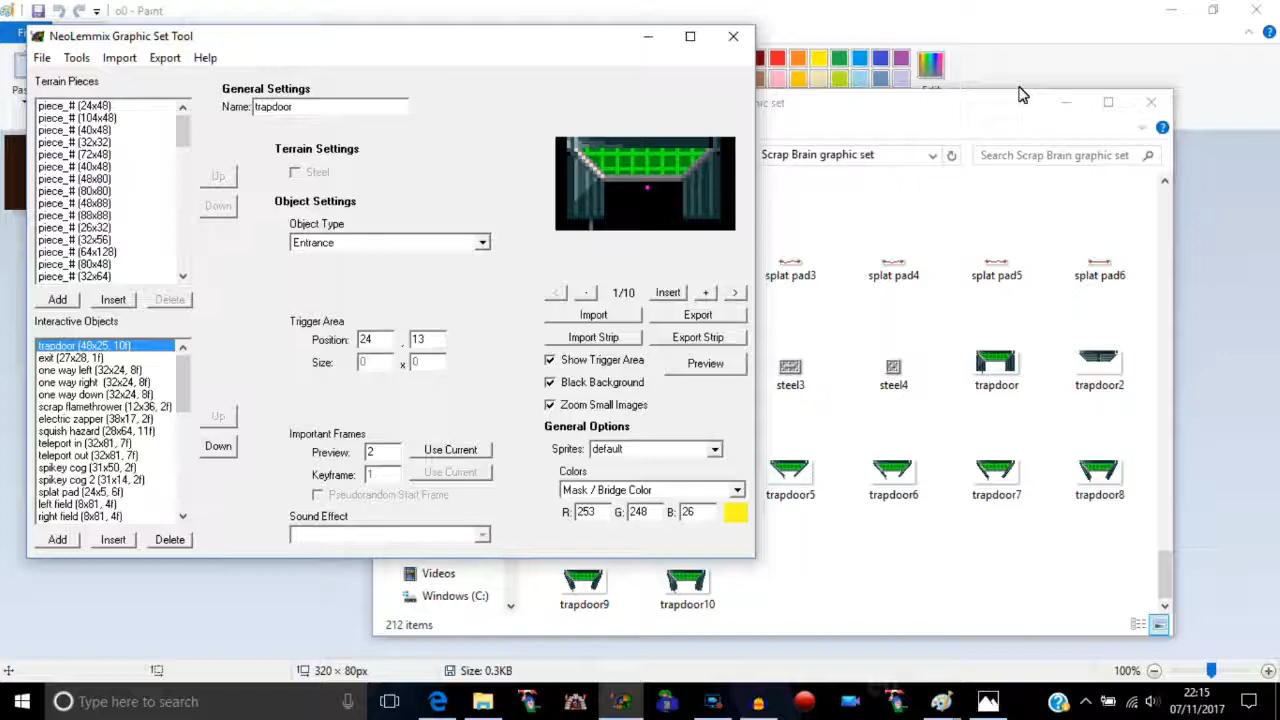 o0 - Paint
NeoLemmix Graphic Set Tool
File Tools Import Export Help
Terrain Pieces
piece_# (24x48)
piece_# (104x48)
piece_# (40x48)
piece_# (32x32)
piece_# (72x48)
piece_# (40x48)
piece_# (48x80)
piece_# (80x80)
piece_# (48x88)
piece_# (88x88)
piece_# (26x32)
piece_# (32x56)
piece_# (64x128)
piece_# (80x48)
piece_# (32x64)
Add Insert Delete
Up
Down
General Settings
Name: trapdoor
Terrain Settings
Steel
Object Settings
Object Type
Entrance
Trigger Area
Position: 24 , 13
Size: 0 x 0
Important Frames
Preview: 2 Use Current
Keyframe: 1 Use Current
Pseudorandom Start Frame
Sound Effect
Interactive Objects
trapdoor (48x25, 10f)
exit (27x28, 1f)
one way left (32x24, 8f)
one way right (32x24, 8f)
one way down (32x24, 8f)
scrap flamethrower (12x36, 2f)
electric zapper (38x17, 2f)
squish hazard (28x64, 11f)
teleport in (32x81, 7f)
teleport out (32x81, 7f)
spikey cog (31x50, 2f)
spikey cog 2 (31x14, 2f)
splat pad (24x5, 6f)
left field (8x81, 4f)
right field (8x81, 4f)
Add Insert Delete
Up
Down
< - 1/10 Insert + >
Import Export
Import Strip Export Strip
Show Trigger Area
Preview
Black Background
Zoom Small Images
General Options
Sprites: default
Colors
Mask / Bridge Color
R: 253 G: 248 B: 26
hic set
Scrap Brain graphic set
Search Scrap Brain graphic set
splat pad3 splat pad4 splat pad5 splat pad6
steel3 steel4 trapdoor trapdoor2
trapdoor5 trapdoor6 trapdoor7 trapdoor8
trapdoor9 trapdoor10
Videos
Windows (C:)
212 items
320 × 80px
Size: 0.3KB
100%
Type here to search
22:15
07/11/2017